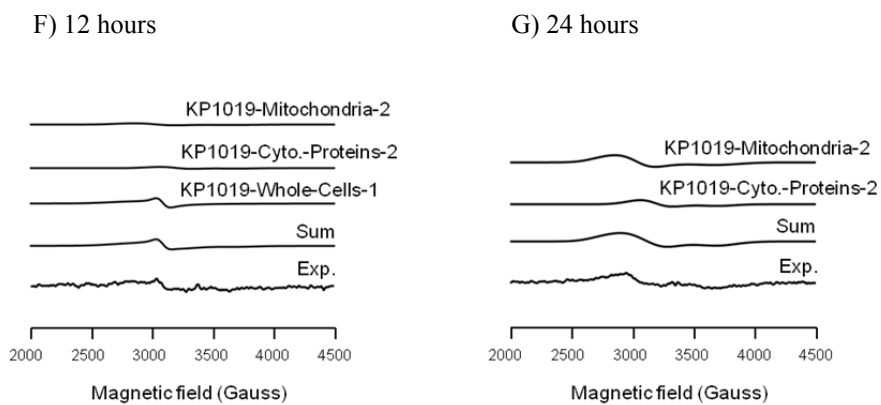 F) 12 hours
KP1019-Mitochondria-2
KP1019-Cyto.-Proteins-2
KP1019-Whole-Cells-1
Sum
Exp.
2000 2500 3000 3500 4000 4500
Magnetic field (Gauss)
G) 24 hours
KP1019-Mitochondria-2
KP1019-Cyto.-Proteins-2
Sum
Exp.
2000 2500 3000 3500 4000 4500
Magnetic field (Gauss)